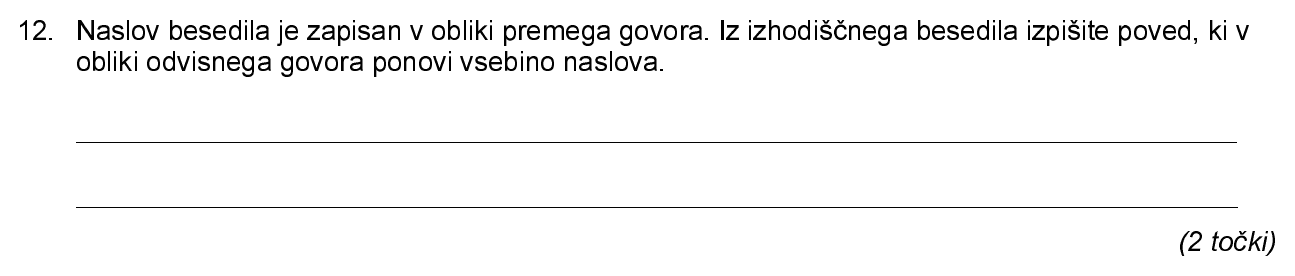 12. Naslov besedila je zapisan v obliki premega govora. Iz izhodiščnega besedila izpišite poved, ki v
obliki odvisnega govora ponovi vsebino naslova.
(2 točki)